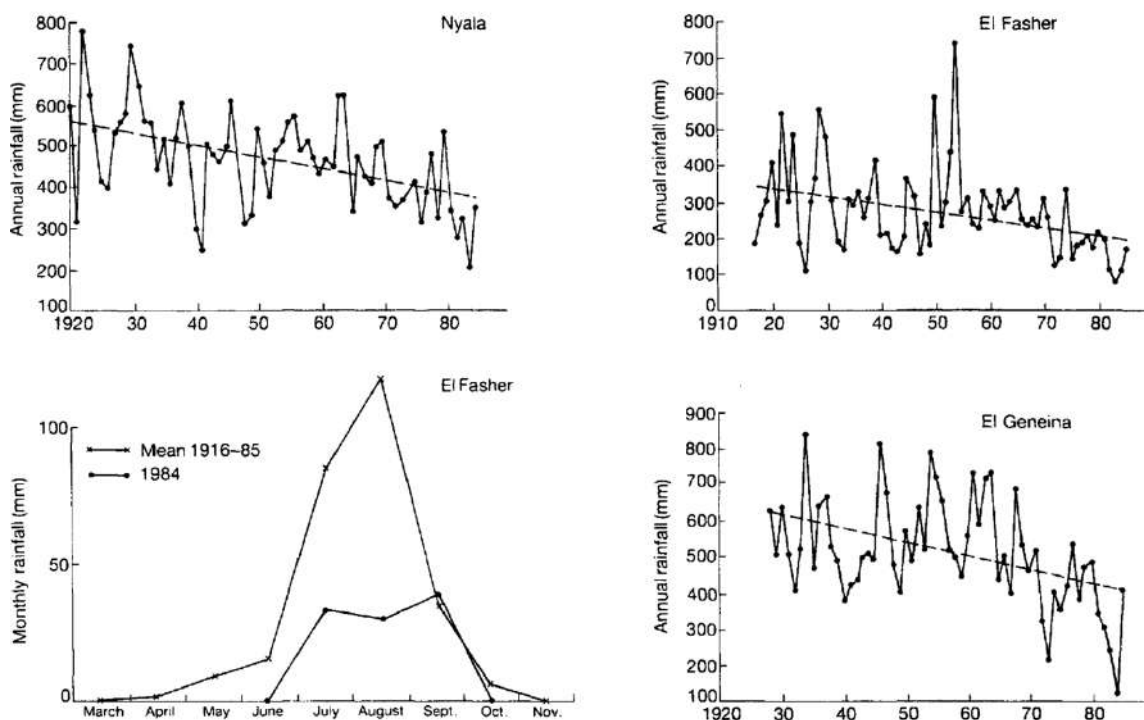 Nyala
Annual rainfall (mm)
800
700
600
500
400
300
200
100
1920
30
40
50
60
70
80
El Fasher
Annual rainfall (mm)
800
700
600
500
400
300
200
100
0
1910
20
30
40
50
60
70
80
El Fasher
Monthly rainfall (mm)
100
50
0
Mean 1916-85
1984
March
April
May
June
July
August
Sept.
Oct.
Nov.
El Geneina
Annual rainfall (mm)
900
800
700
600
500
400
300
200
100
1920
30
40
50
60
70
80